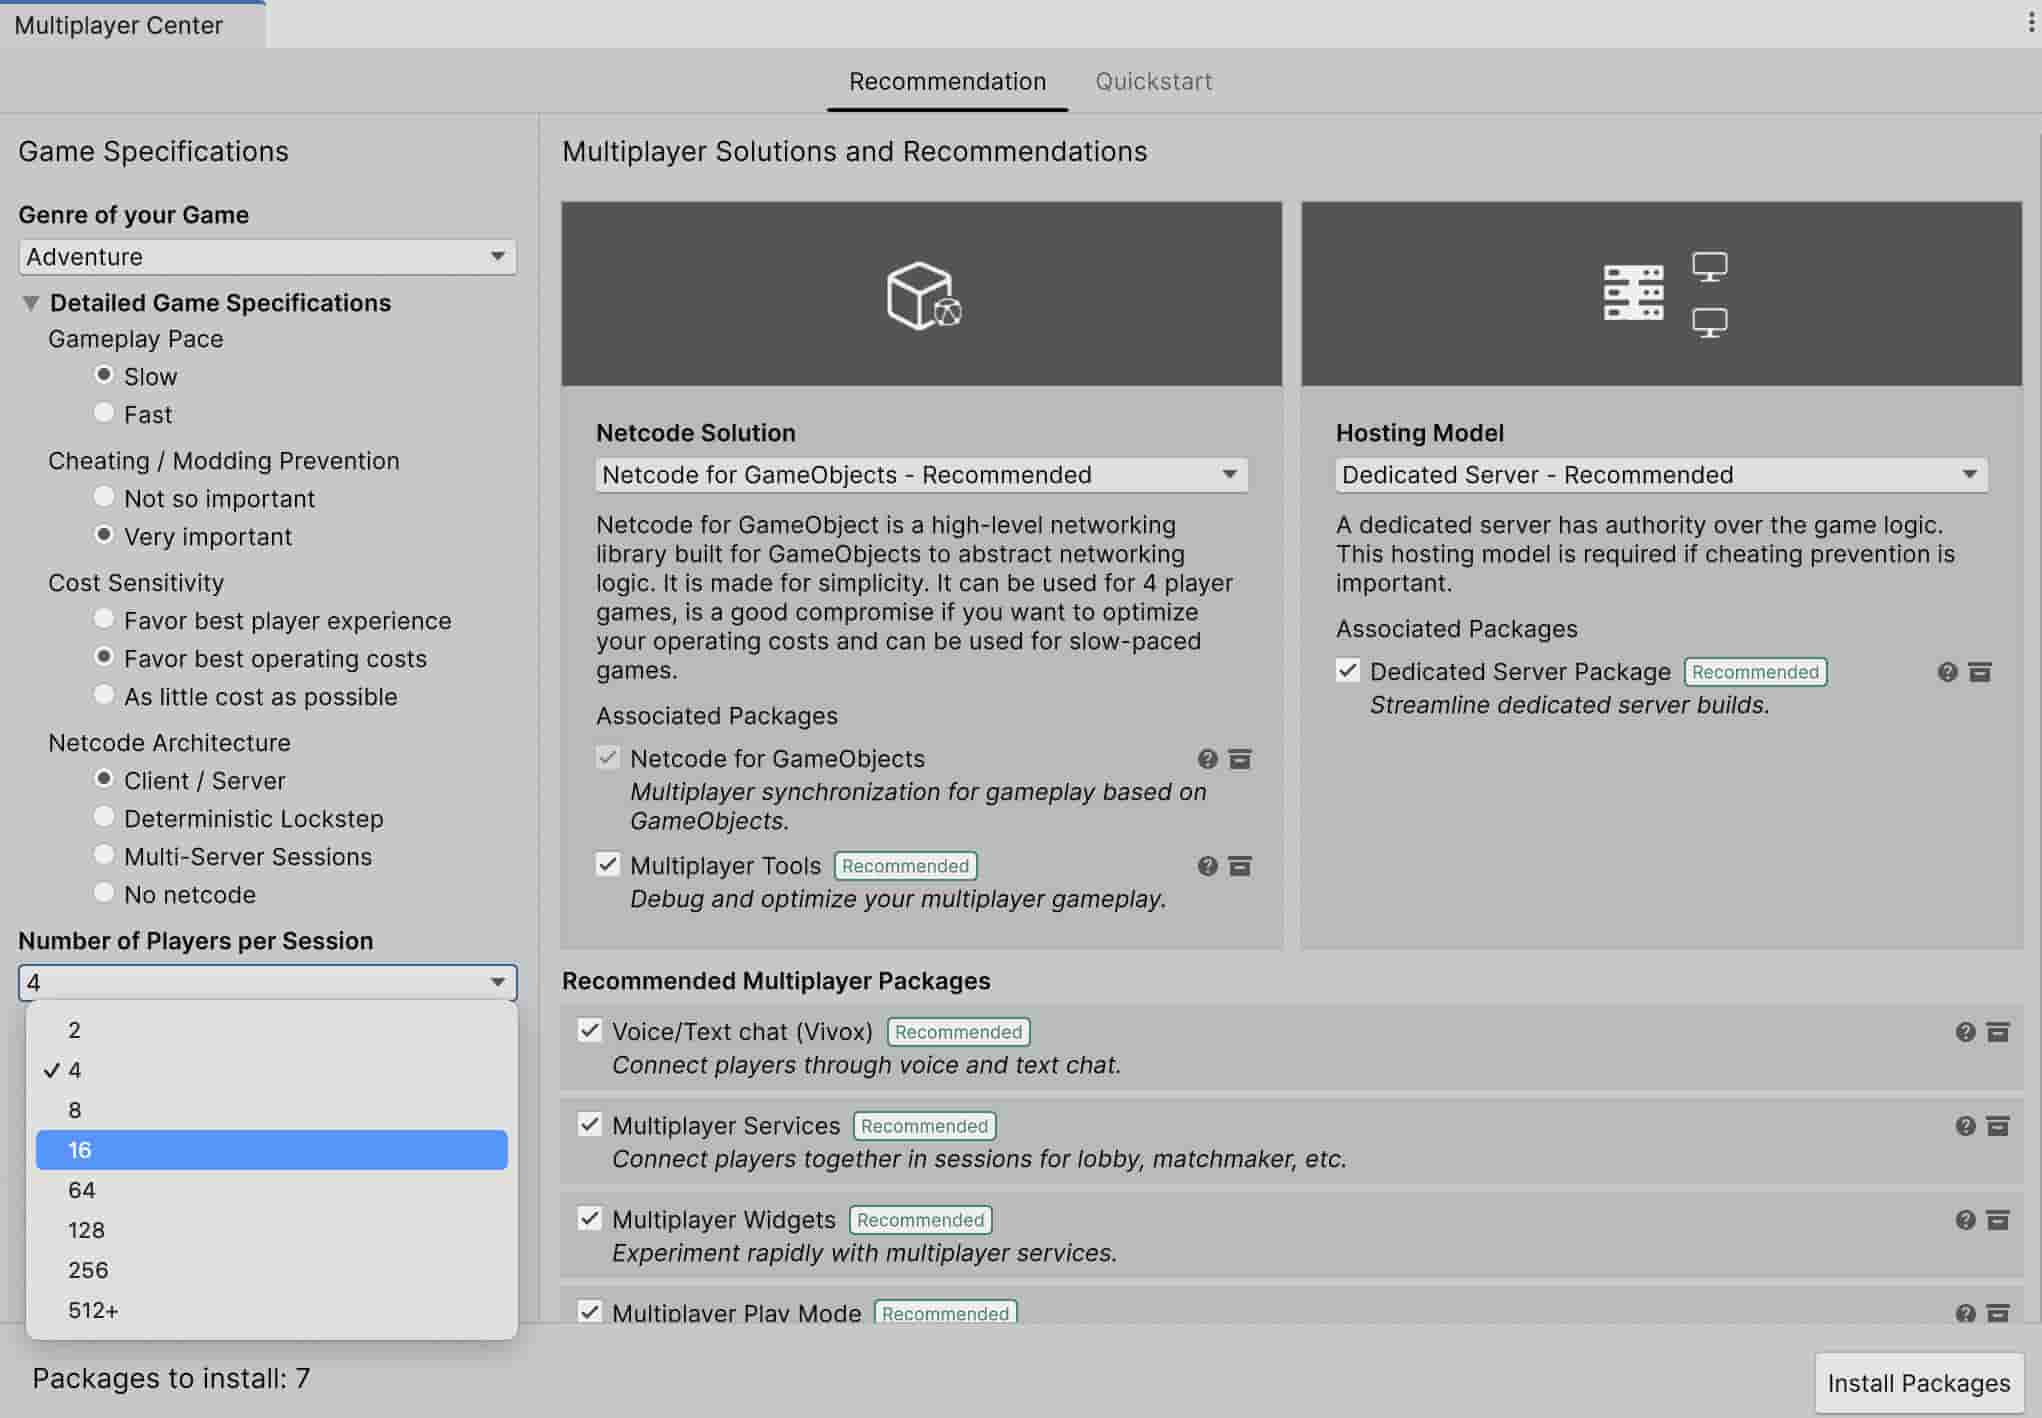 Multiplayer Center
Recommendation
Quickstart
Game Specifications
Genre of your Game
Adventure
Detailed Game Specifications
Gameplay Pace
Slow
Fast
Cheating / Modding Prevention
Not so important
Very important
Cost Sensitivity
Favor best player experience
Favor best operating costs
As little cost as possible
Netcode Architecture
Client / Server
Deterministic Lockstep
Multi-Server Sessions
No netcode
Number of Players per Session
4
2
4
8
16
64
128
256
512+
Multiplayer Solutions and Recommendations
Netcode Solution
Netcode for GameObjects - Recommended
Netcode for GameObject is a high-level networking
library built for GameObjects to abstract networking
logic. It is made for simplicity. It can be used for 4 player
games, is a good compromise if you want to optimize
your operating costs and can be used for slow-paced
games.
Associated Packages
Netcode for GameObjects
Multiplayer synchronization for gameplay based on
GameObjects.
Multiplayer Tools Recommended
Debug and optimize your multiplayer gameplay.
Hosting Model
Dedicated Server - Recommended
A dedicated server has authority over the game logic.
This hosting model is required if cheating prevention is
important.
Associated Packages
Dedicated Server Package Recommended
Streamline dedicated server builds.
Recommended Multiplayer Packages
Voice/Text chat (Vivox) Recommended
Connect players through voice and text chat.
Multiplayer Services Recommended
Connect players together in sessions for lobby, matchmaker, etc.
Multiplayer Widgets Recommended
Experiment rapidly with multiplayer services.
Multiplayer Play Mode Recommended
Packages to install: 7
Install Packages